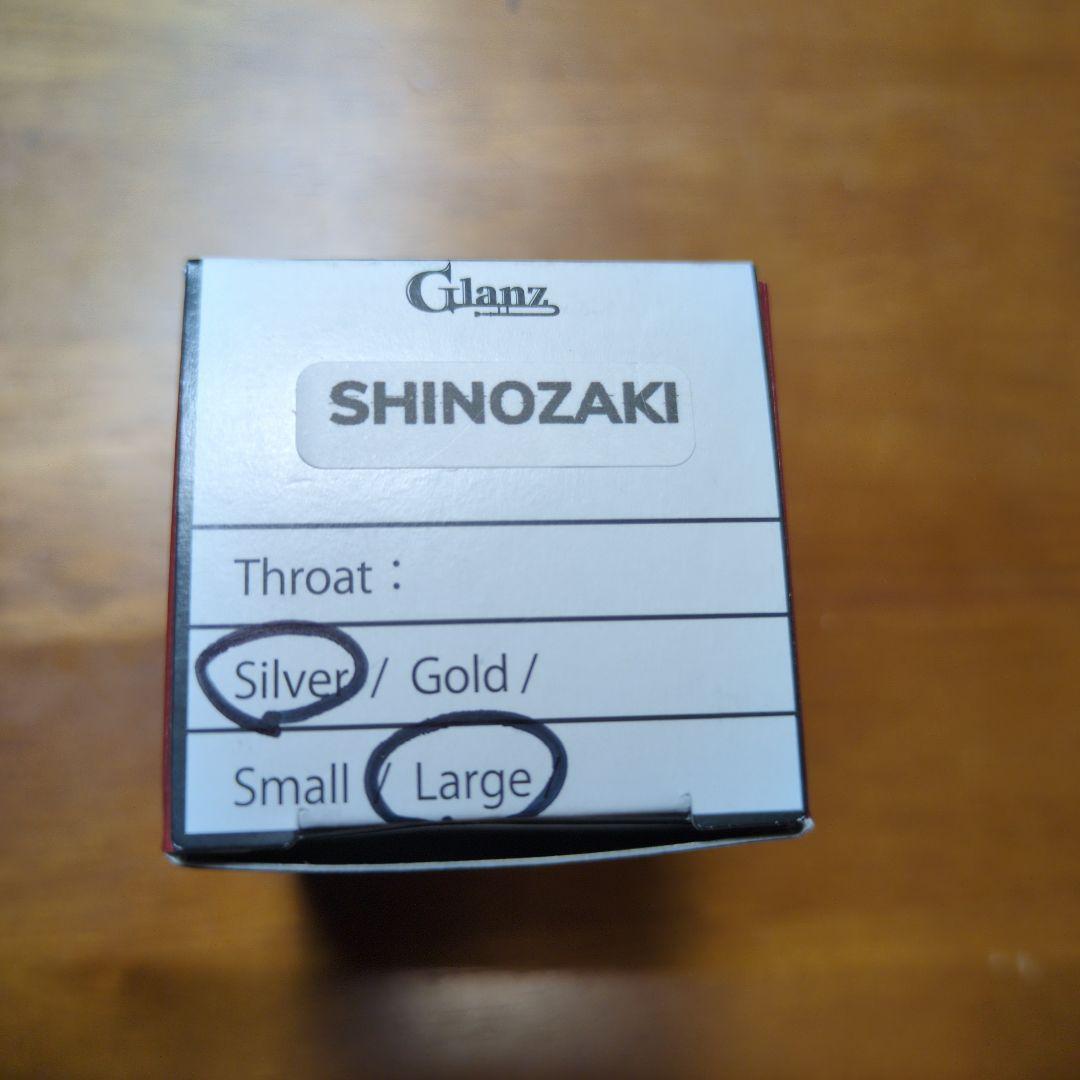 Glanz
SHINOZAKI
Throat :
Silver / Gold /
Small / Large